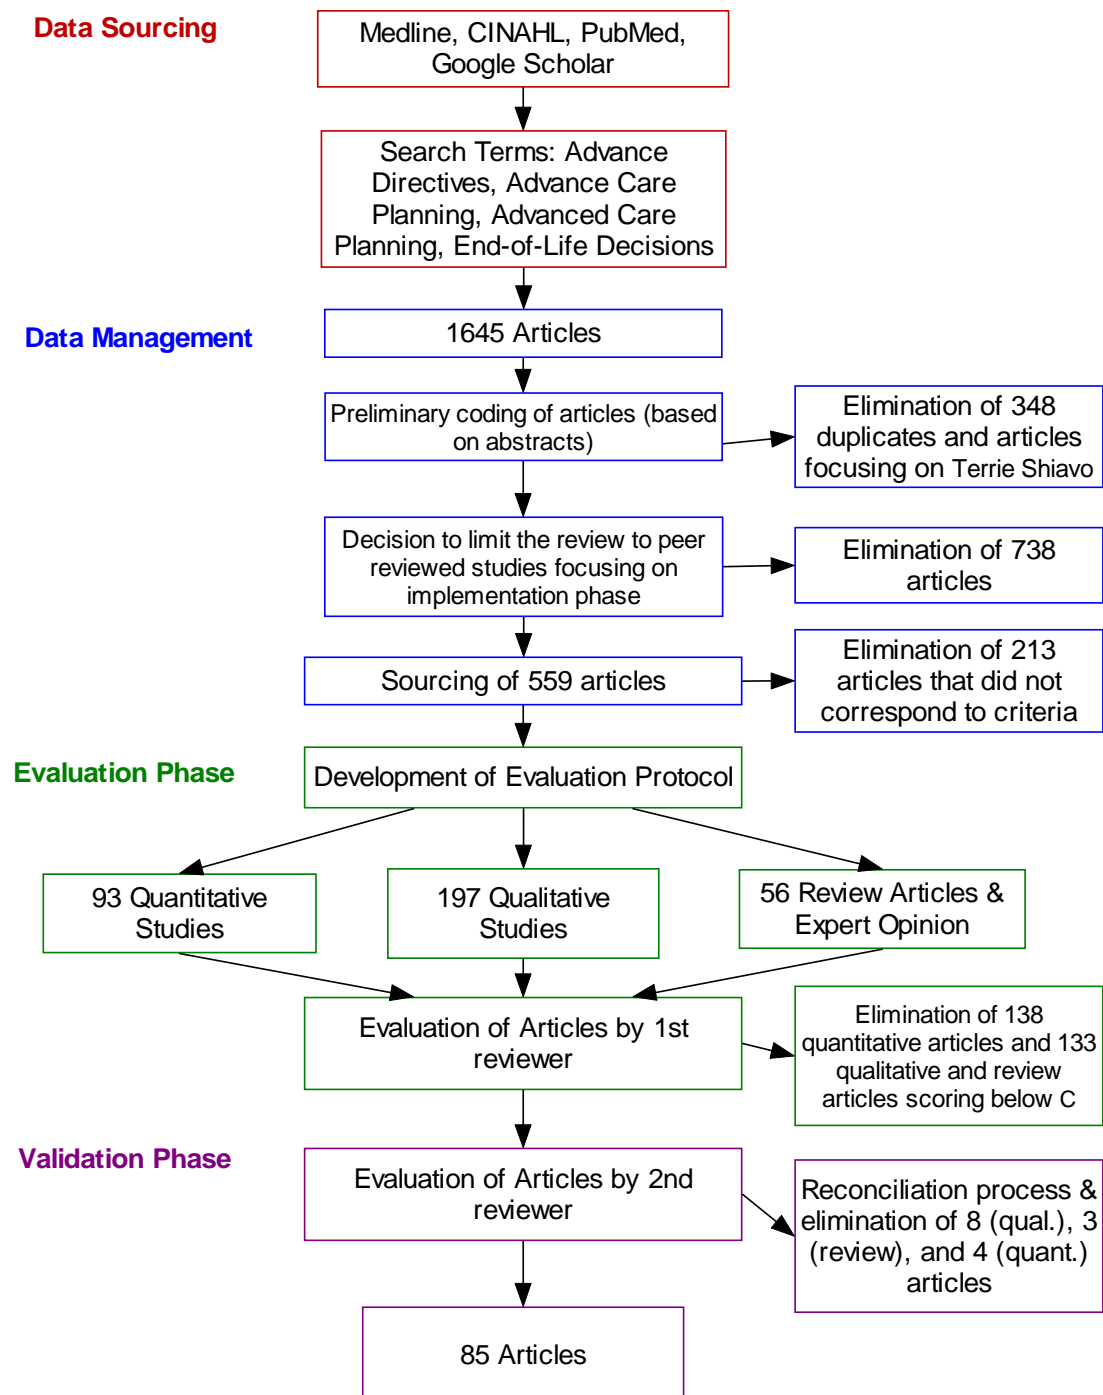 Data Sourcing
Medline, CINAHL, PubMed,
Google Scholar
Search Terms: Advance
Directives, Advance Care
Planning, Advanced Care
Planning, End-of-Life Decisions
Data Management
1645 Articles
Preliminary coding of articles (based
on abstracts)
Elimination of 348
duplicates and articles
focusing on Terrie Shiavo
Decision to limit the review to peer
reviewed studies focusing on
implementation phase
Elimination of 738
articles
Sourcing of 559 articles
Elimination of 213
articles that did not
correspond to criteria
Evaluation Phase
Development of Evaluation Protocol
93 Quantitative
Studies
197 Qualitative
Studies
56 Review Articles &
Expert Opinion
Evaluation of Articles by 1st
reviewer
Elimination of 138
quantitative articles and 133
qualitative and review
articles scoring below C
Validation Phase
Evaluation of Articles by 2nd
reviewer
Reconciliation process &
elimination of 8 (qual.), 3
(review), and 4 (quant.)
articles
85 Articles